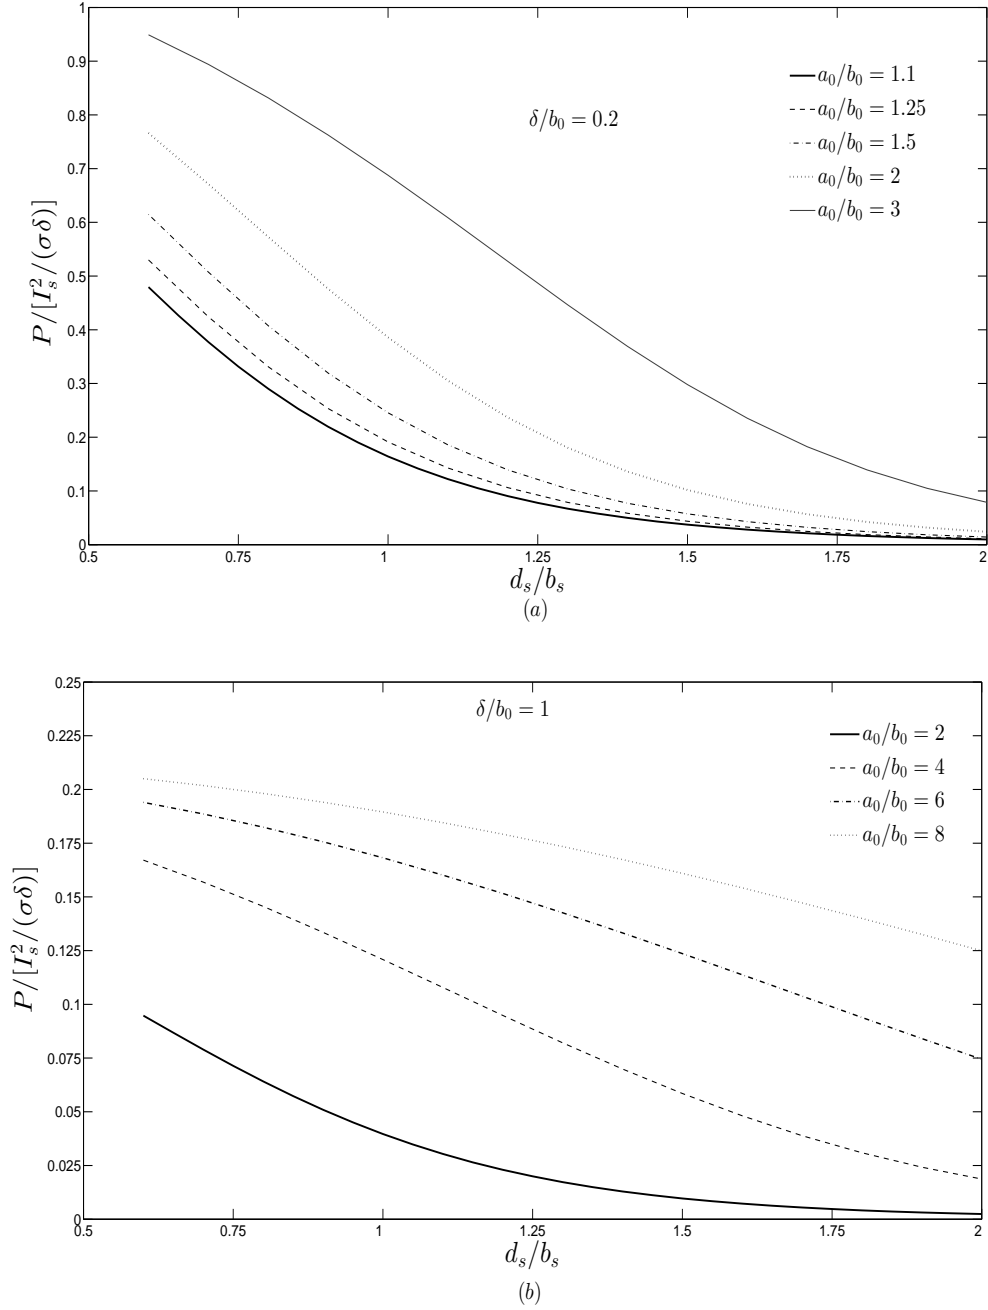 1
0.9
0.8
0.7
0.6
0.5
0.4
0.3
0.2
0.1
0
P/[I_s^2/(σδ)]
δ/b_0 = 0.2
a_0/b_0 = 1.1
a_0/b_0 = 1.25
a_0/b_0 = 1.5
a_0/b_0 = 2
a_0/b_0 = 3
0.5 0.75 1 1.25 1.5 1.75 2
d_s/b_s
(a)
0.25
0.225
0.2
0.175
0.15
0.125
0.1
0.075
0.05
0.025
0
P/[I_s^2/(σδ)]
δ/b_0 = 1
a_0/b_0 = 2
a_0/b_0 = 4
a_0/b_0 = 6
a_0/b_0 = 8
0.5 0.75 1 1.25 1.5 1.75 2
d_s/b_s
(b)